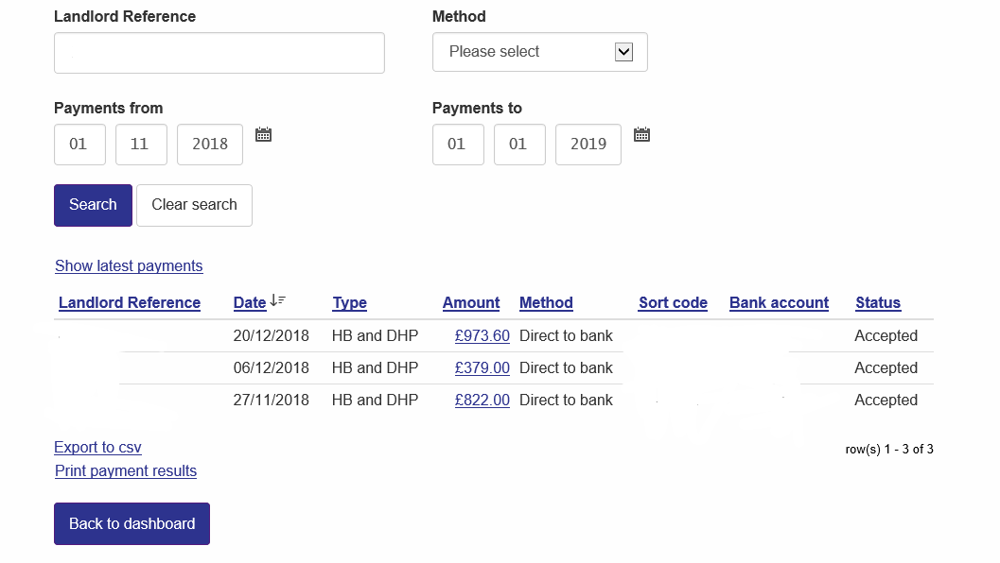 Landlord Reference Method
Please select
Payments from Payments to
01 11 2018 01 01 2019
Search Clear search
Show latest payments
Landlord Reference Date Type Amount Method Sort code Bank account Status
20/12/2018 HB and DHP £973.60 Direct to bank Accepted
06/12/2018 HB and DHP £379.00 Direct to bank Accepted
27/11/2018 HB and DHP £822.00 Direct to bank Accepted
Export to csv row(s) 1 - 3 of 3
Print payment results
Back to dashboard